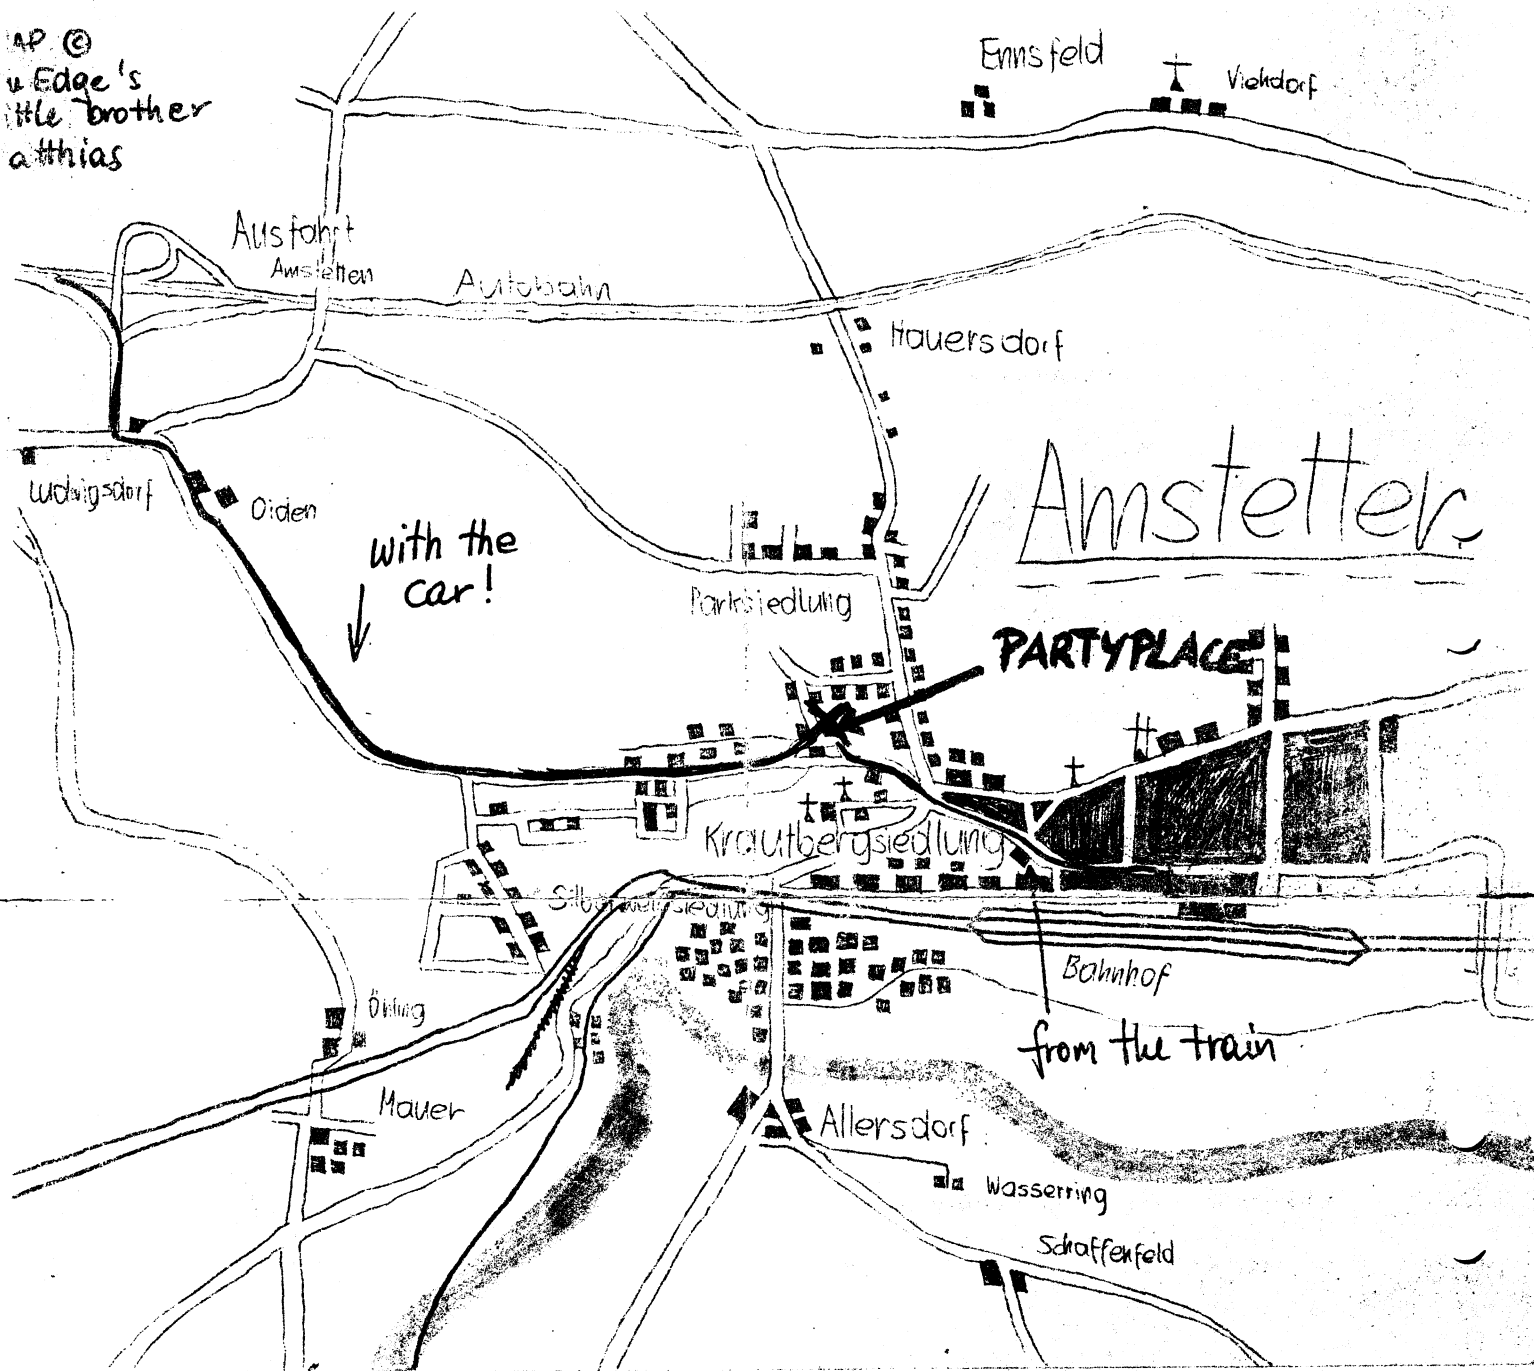 AP ©
u Edge's
ittle brother
atthias
Ennsfeld
Viehdorf
Ausfahrt
Amstetten
Autobahn
Hauersdorf
Amstetten
Ludwigsdorf
Oiden
with the
car!
Parksiedlung
PARTYPLACE
Krautbergsiedlung
Bahnhof
Öhling
from the train
Mauer
Allersdorf
Wasserring
Schaffenfeld